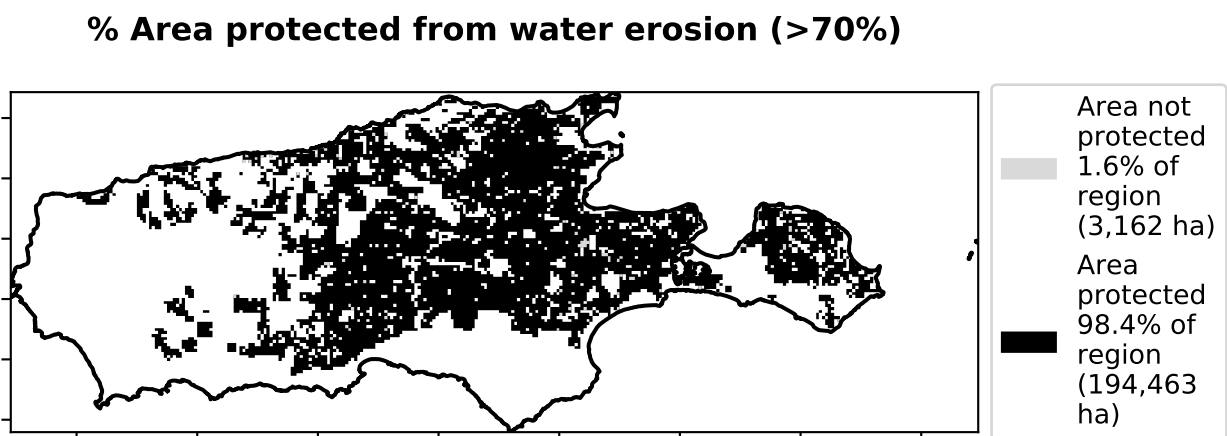 % Area protected from water erosion (>70%)
Area not
protected
1.6% of
region
(3,162 ha)
Area
protected
98.4% of
region
(194,463
ha)